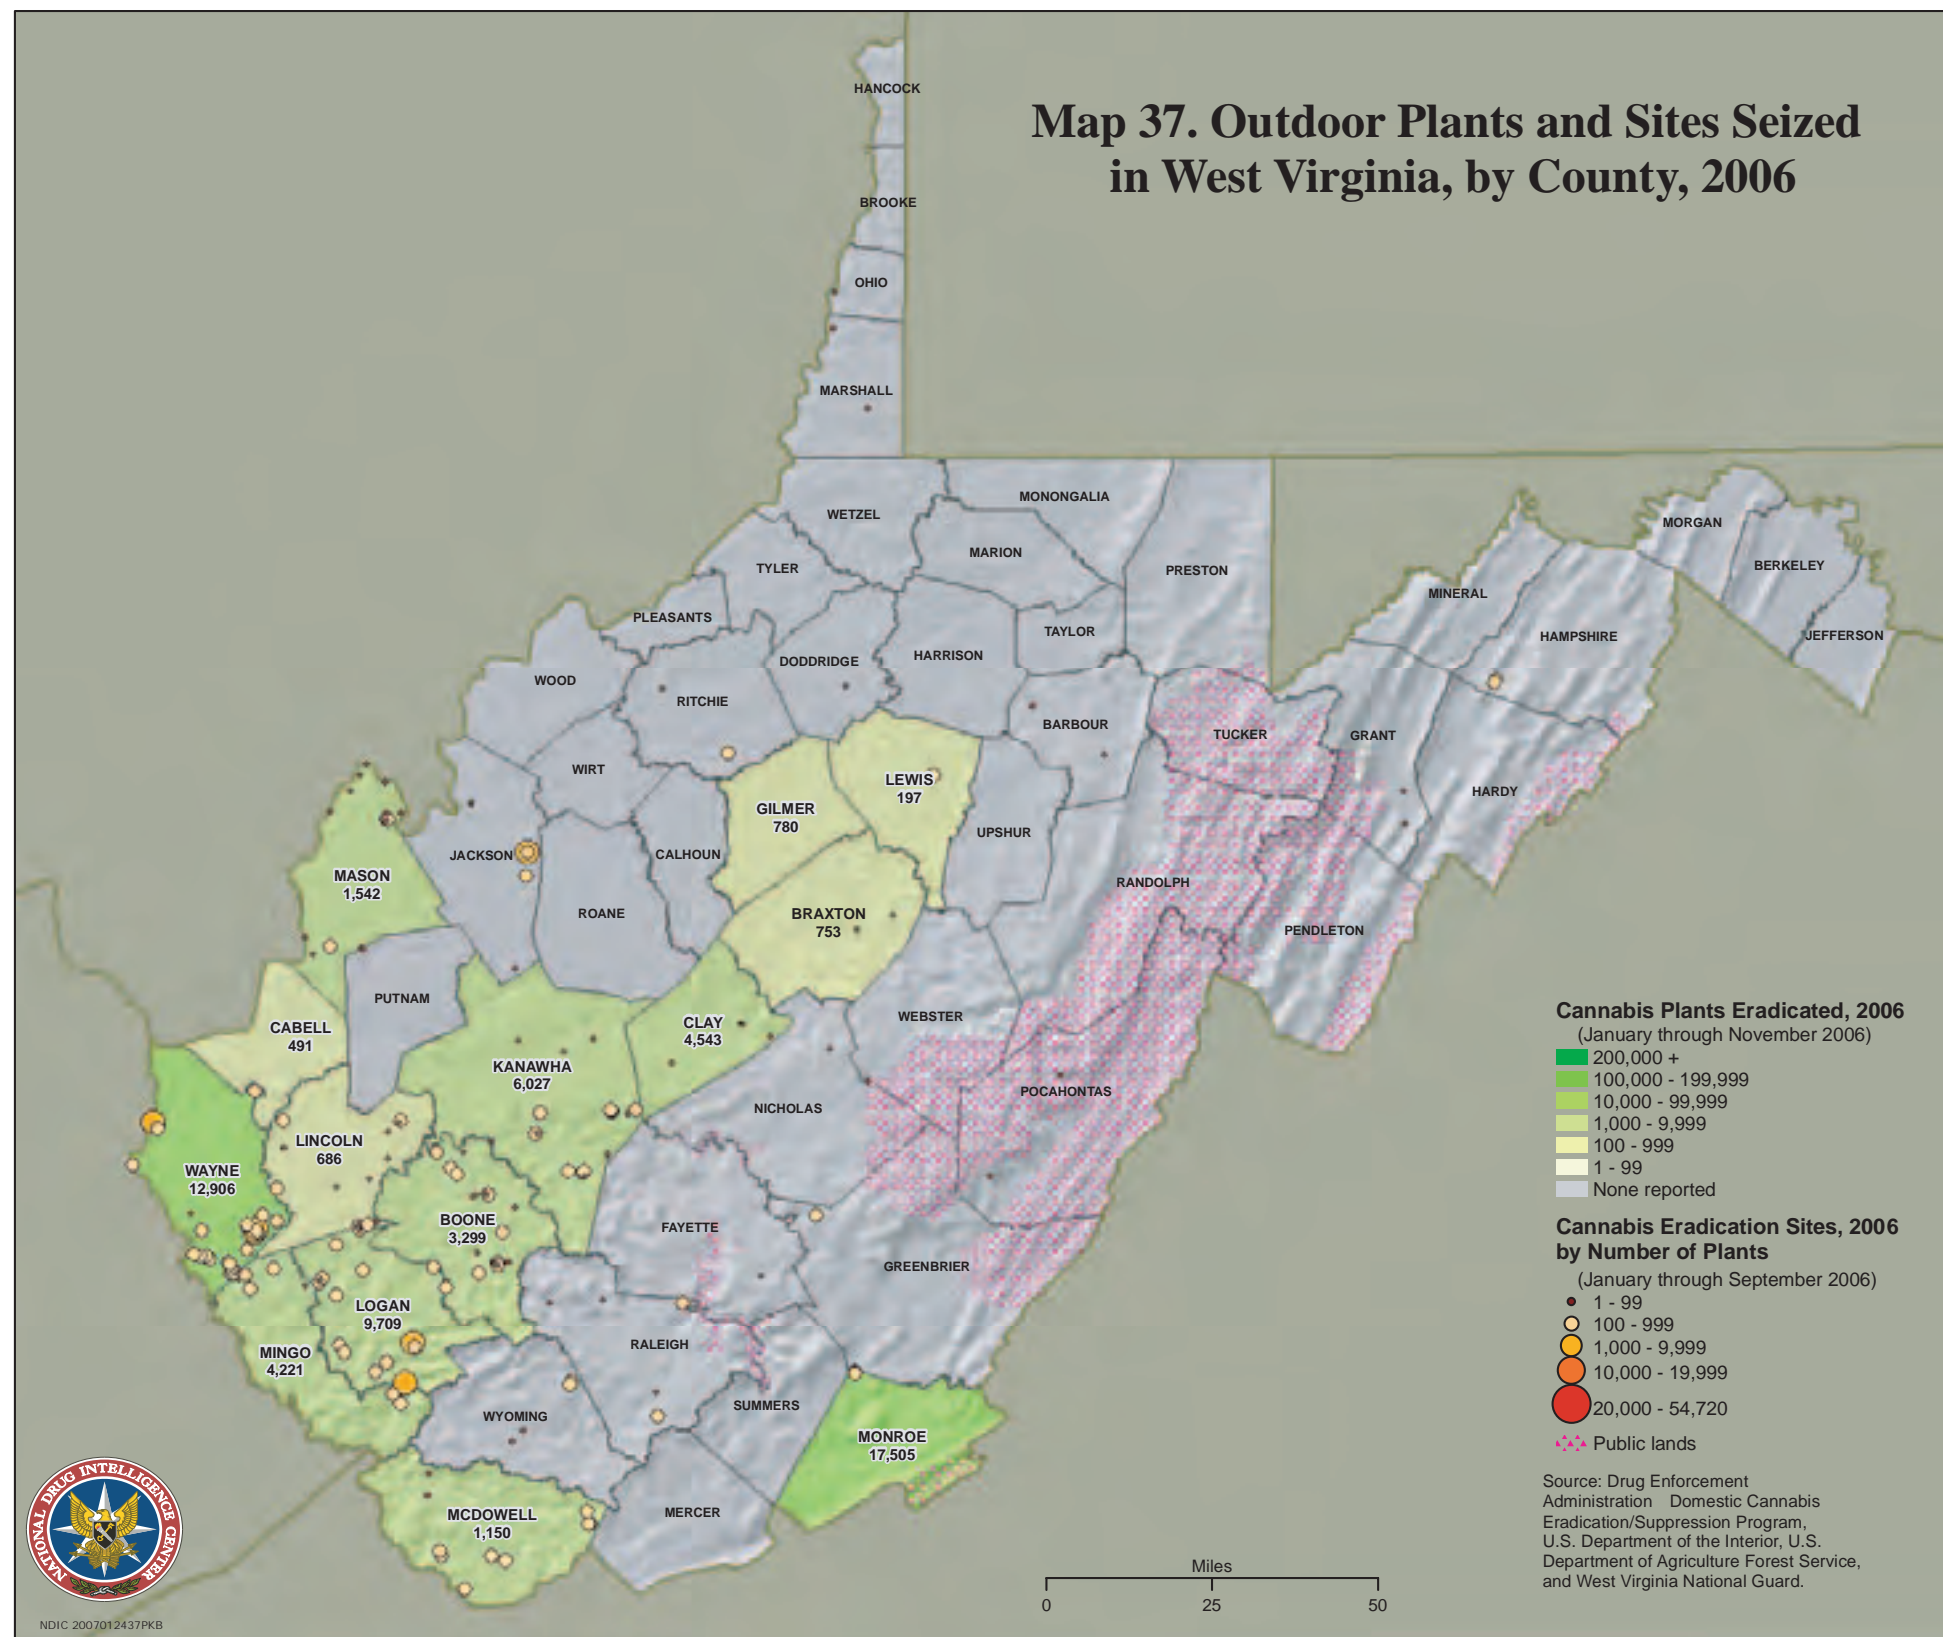 Map 37. Outdoor Plants and Sites Seized
in West Virginia, by County, 2006
HANCOCK
BROOKE
OHIO
MARSHALL
WETZEL
MONONGALIA
MARION
PRESTON
TYLER
PLEASANTS
TAYLOR
HARRISON
DODDRIDGE
WOOD
RITCHIE
BARBOUR
MORGAN
BERKELEY
MINERAL
HAMPSHIRE
JEFFERSON
TUCKER
GRANT
HARDY
WIRT
LEWIS
197
GILMER
780
UPSHUR
JACKSON
CALHOUN
MASON
1,542
ROANE
BRAXTON
753
RANDOLPH
PENDLETON
PUTNAM
CABELL
491
CLAY
4,543
WEBSTER
KANAWHA
6,027
NICHOLAS
POCAHONTAS
LINCOLN
686
WAYNE
12,906
BOONE
3,299
FAYETTE
GREENBRIER
LOGAN
9,709
MINGO
4,221
RALEIGH
SUMMERS
WYOMING
MONROE
17,505
MCDOWELL
1,150
MERCER
Cannabis Plants Eradicated, 2006
(January through November 2006)
200,000 +
100,000 - 199,999
10,000 - 99,999
1,000 - 9,999
100 - 999
1 - 99
None reported
Cannabis Eradication Sites, 2006
by Number of Plants
(January through September 2006)
1 - 99
100 - 999
1,000 - 9,999
10,000 - 19,999
20,000 - 54,720
Public lands
Source: Drug Enforcement
Administration Domestic Cannabis
Eradication/Suppression Program,
U.S. Department of the Interior, U.S.
Department of Agriculture Forest Service,
and West Virginia National Guard.
Miles
0 25 50
NATIONAL DRUG INTELLIGENCE CENTER
NDIC 2007012437PKB